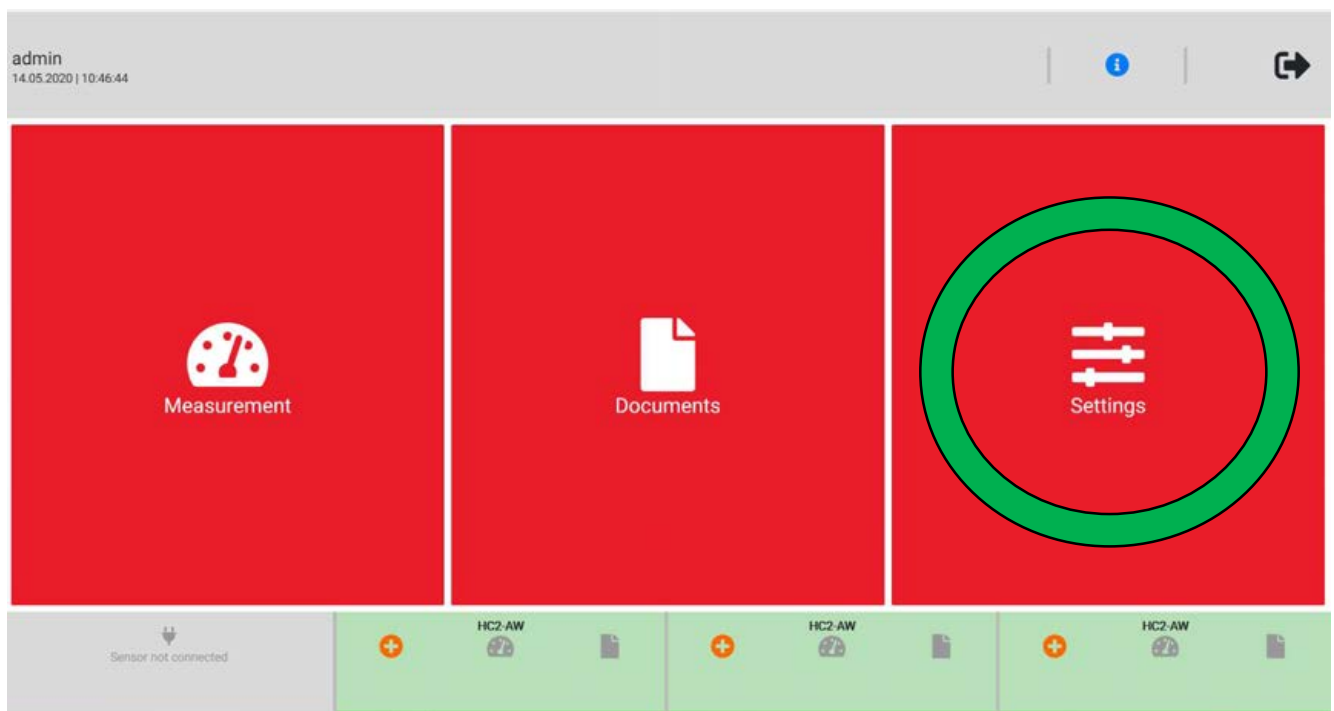 admin
14.05.2020 | 10:46:44
Measurement
Documents
Settings
Sensor not connected
HC2-AW
HC2-AW
HC2-AW